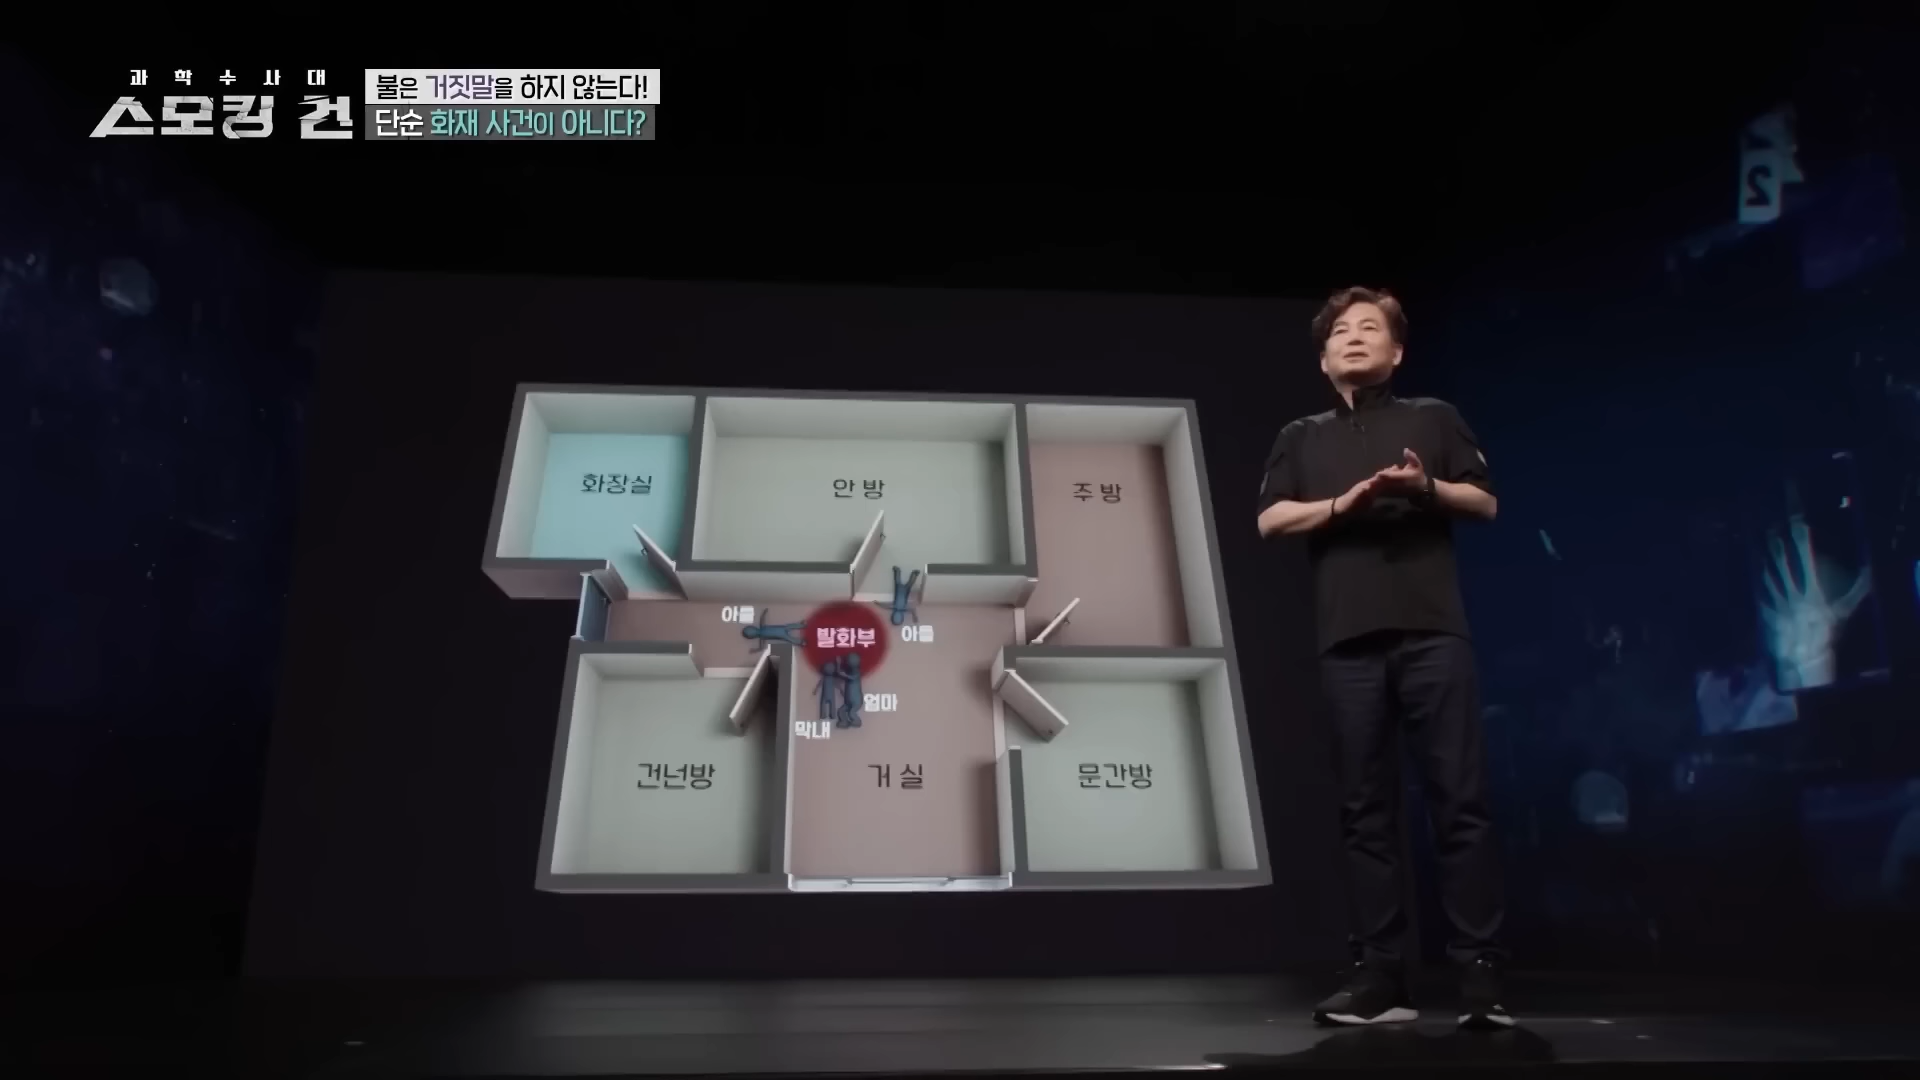 과학수사대
스모킹 건
불은 거짓말을 하지 않는다!
단순 화재 사건이 아니다?
2
화장실
안방
주방
아들
발화부
아들
엄마
막내
건넌방
거실
문간방